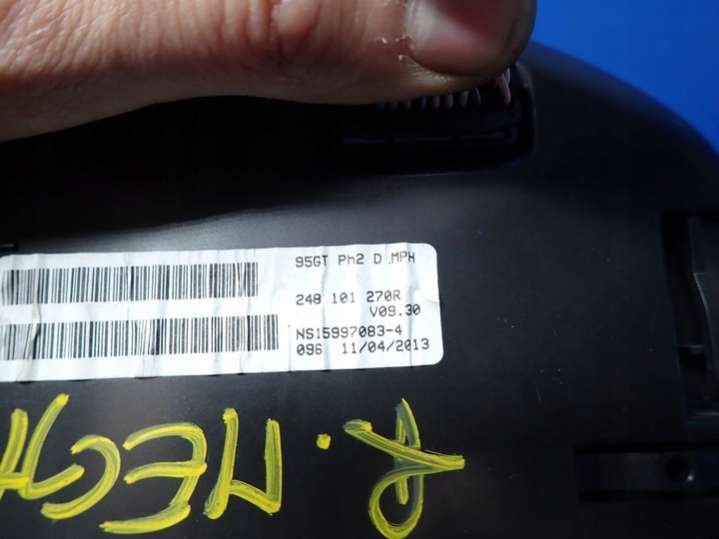 95GT Ph2 D .MPH
248 101 270R
V09.30
NS15997083-4
096 11/04/2013
R.MEGA